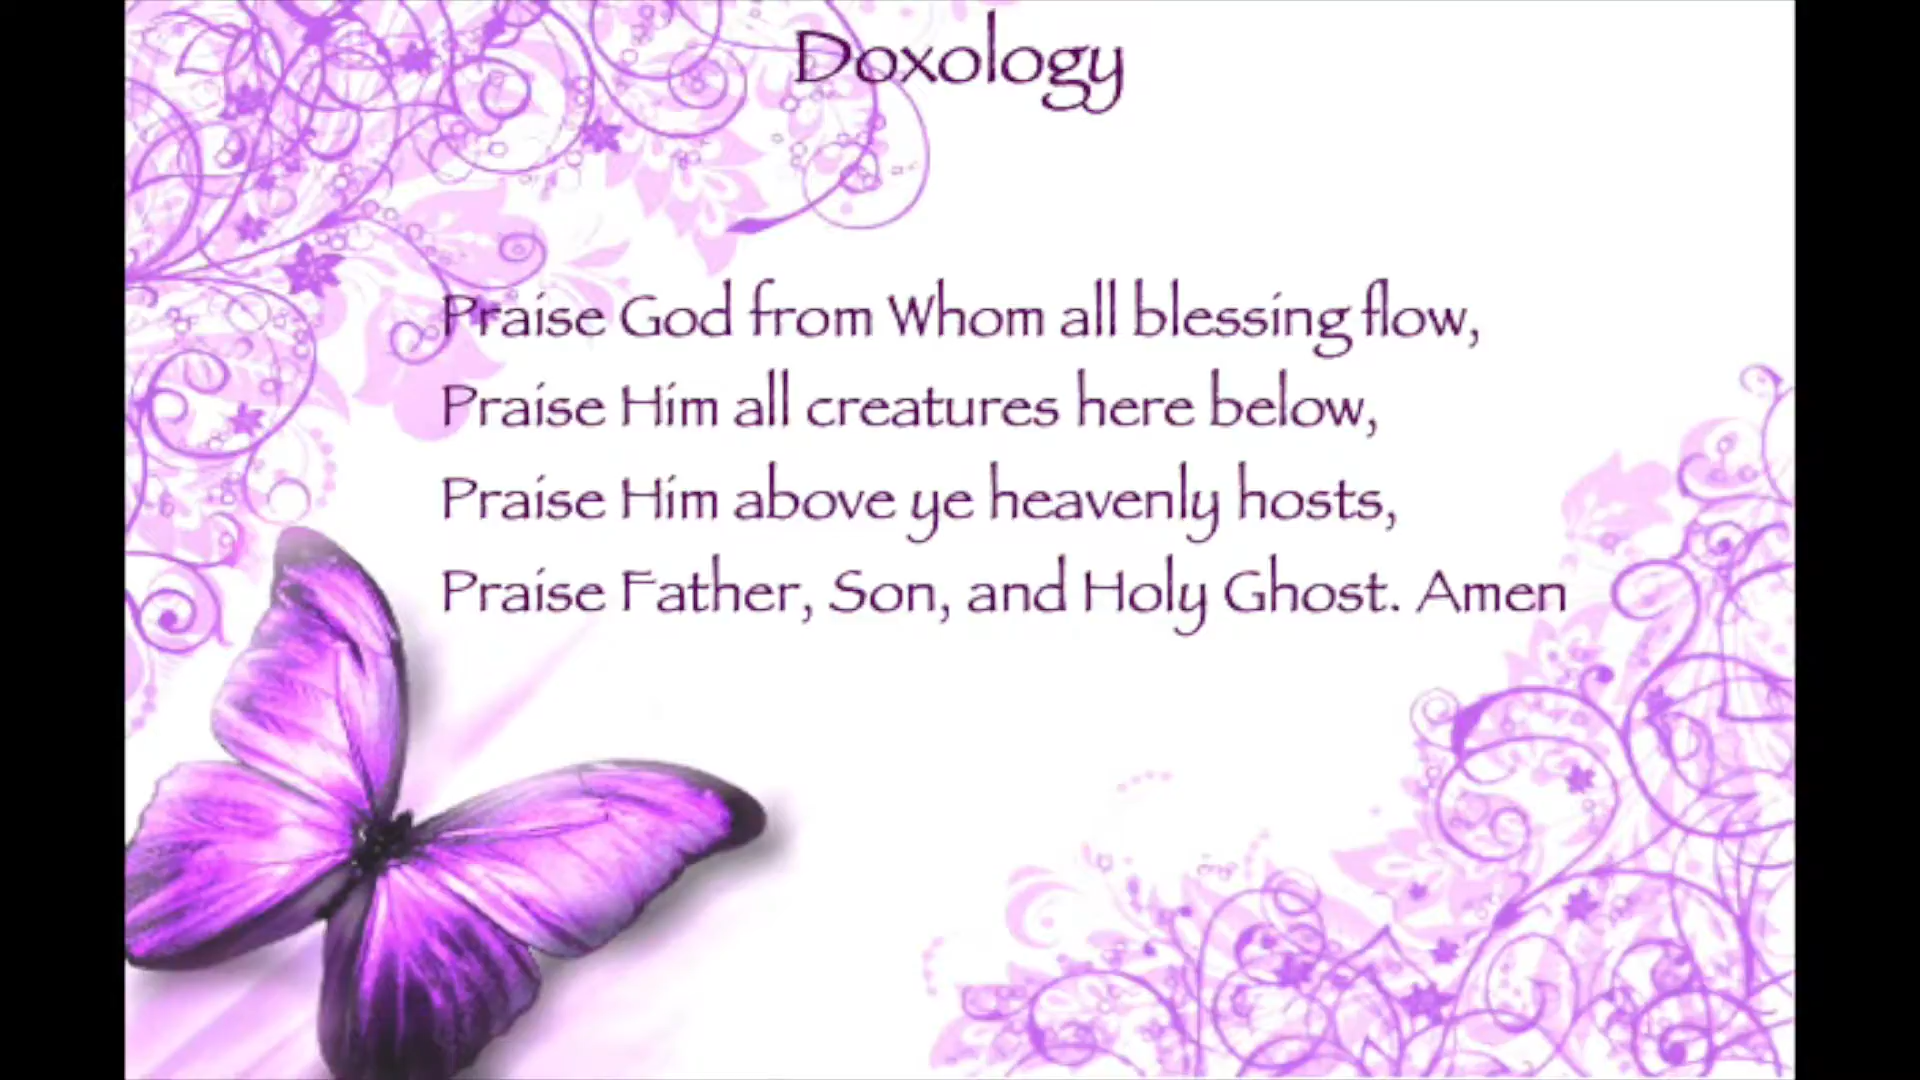 Doxology
Praise God from Whom all blessing flow,
Praise Him all creatures here below,
Praise Him above ye heavenly hosts,
Praise Father, Son, and Holy Ghost. Amen